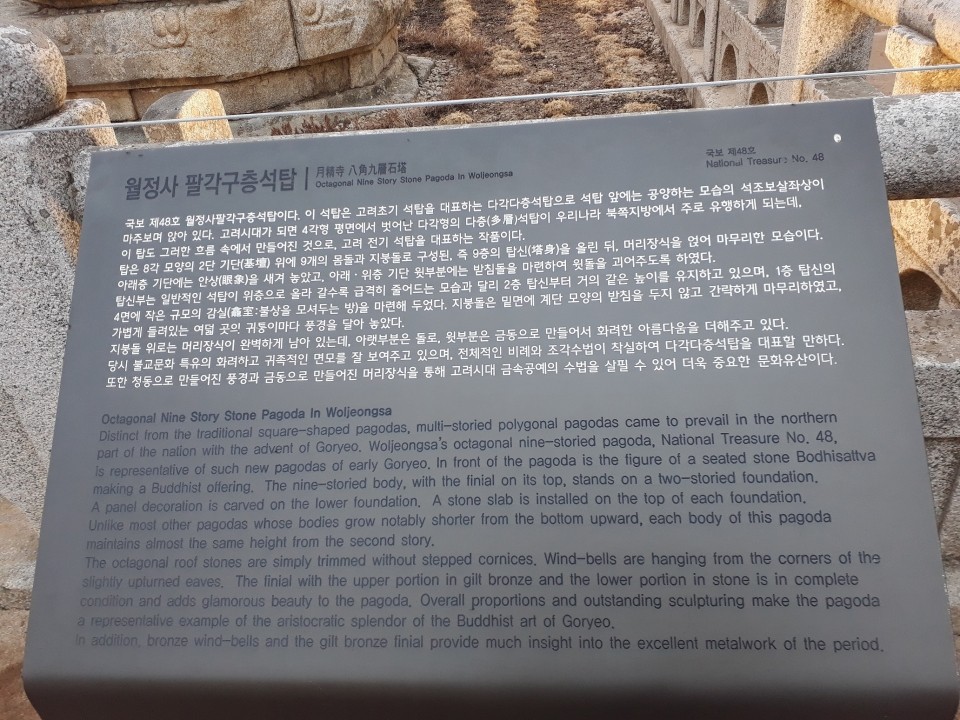 월정사 팔각구층석탑
月精寺 八角九層石塔
Octagonal Nine Story Stone Pagoda In Woljeongsa
국보 제48호
National Treasure No. 48
국보 제48호 월정사팔각구층석탑이다. 이 석탑은 고려초기 석탑을 대표하는 다각다층석탑으로 석탑 앞에는 공양하는 모습의 석조보살좌상이
마주보며 앉아 있다. 고려시대가 되면 4각형 평면에서 벗어난 다각형의 다층(多層)석탑이 우리나라 북쪽지방에서 주로 유행하게 되는데,
이 탑도 그러한 흐름 속에서 만들어진 것으로, 고려 전기 석탑을 대표하는 작품이다.
탑은 8각 모양의 2단 기단(基壇) 위에 9개의 몸돌과 지붕돌로 구성된, 즉 9층의 탑신(塔身)을 올린 뒤, 머리장식을 얹어 마무리한 모습이다.
아래층 기단에는 안상(眼象)을 새겨 놓았고, 아래 · 위층 기단 윗부분에는 받침돌을 마련하여 윗돌을 괴어주도록 하였다.
탑신부는 일반적인 석탑이 위층으로 올라 갈수록 급격히 줄어드는 모습과 달리 2층 탑신부터 거의 같은 높이를 유지하고 있으며, 1층 탑신의
4면에 작은 규모의 감실(龕室:불상을 모셔두는 방)을 마련해 두었다. 지붕돌은 밑면에 계단 모양의 받침을 두지 않고 간략하게 마무리하였고,
가볍게 들려있는 여덟 곳의 귀퉁이마다 풍경을 달아 놓았다.
지붕돌 위로는 머리장식이 완벽하게 남아 있는데, 아랫부분은 돌로, 윗부분은 금동으로 만들어서 화려한 아름다움을 더해주고 있다.
당시 불교문화 특유의 화려하고 귀족적인 면모를 잘 보여주고 있으며, 전체적인 비례와 조각수법이 착실하여 다각다층석탑을 대표할 만하다.
또한 청동으로 만들어진 풍경과 금동으로 만들어진 머리장식을 통해 고려시대 금속공예의 수법을 살필 수 있어 더욱 중요한 문화유산이다.
Octagonal Nine Story Stone Pagoda In Woljeongsa
Distinct from the traditional square-shaped pagodas, multi-storied polygonal pagodas came to prevail in the northern
part of the nation with the advent of Goryeo. Woljeongsa's octagonal nine-storied pagoda, National Treasure No. 48,
is representative of such new pagodas of early Goryeo. In front of the pagoda is the figure of a seated stone Bodhisattva
making a Buddhist offering. The nine-storied body, with the finial on its top, stands on a two-storied foundation.
A panel decoration is carved on the lower foundation. A stone slab is installed on the top of each foundation.
Unlike most other pagodas whose bodies grow notably shorter from the bottom upward, each body of this pagoda
maintains almost the same height from the second story.
The octagonal roof stones are simply trimmed without stepped cornices. Wind-bells are hanging from the corners of the
slightly upturned eaves. The finial with the upper portion in gilt bronze and the lower portion in stone is in complete
condition and adds glamorous beauty to the pagoda. Overall proportions and outstanding sculpturing make the pagoda
a representative example of the aristocratic splendor of the Buddhist art of Goryeo.
In addition, bronze wind-bells and the gilt bronze finial provide much insight into the excellent metalwork of the period.